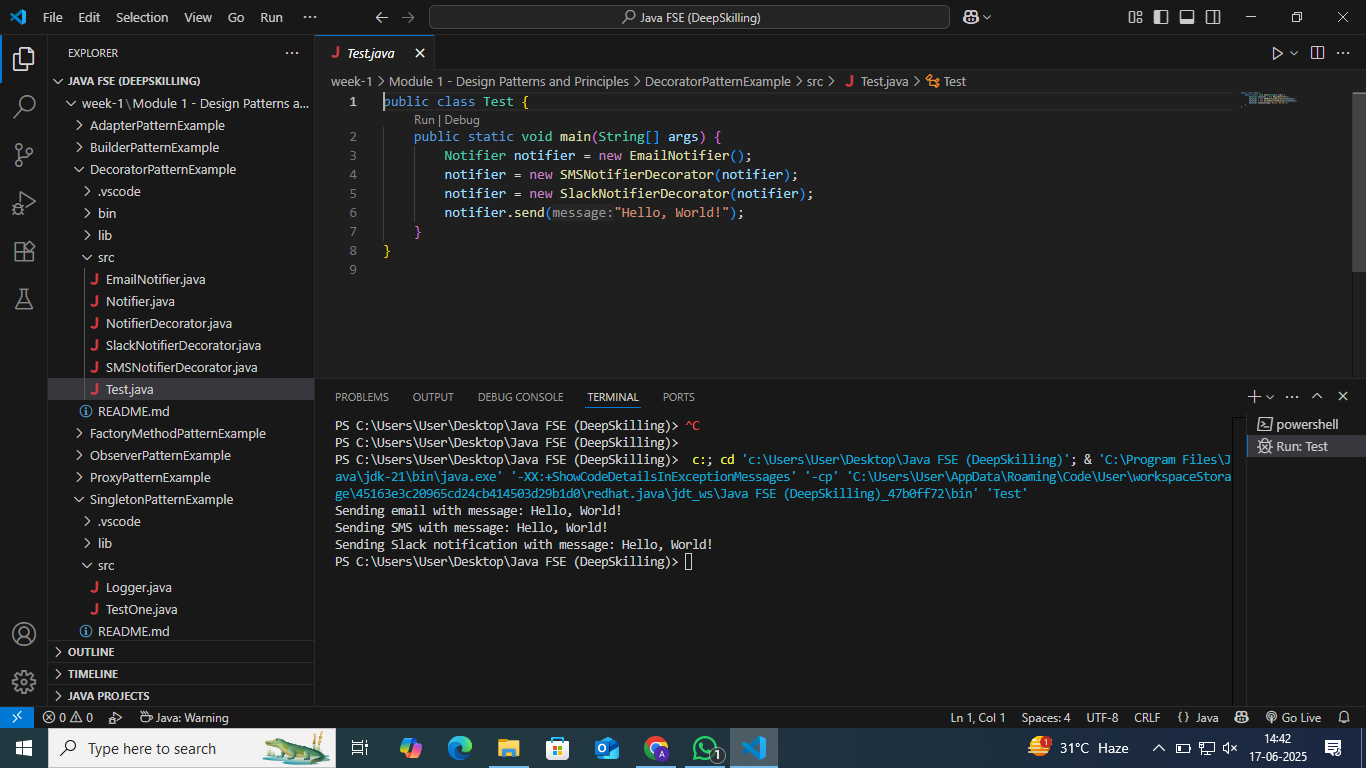 File Edit Selection View Go Run ···
Java FSE (DeepSkilling)
EXPLORER ···
JAVA FSE (DEEPSKILLING)
week-1 \ Module 1 - Design Patterns a...
AdapterPatternExample
BuilderPatternExample
DecoratorPatternExample
.vscode
bin
lib
src
J EmailNotifier.java
J Notifier.java
J NotifierDecorator.java
J SlackNotifierDecorator.java
J SMSNotifierDecorator.java
J Test.java
README.md
FactoryMethodPatternExample
ObserverPatternExample
ProxyPatternExample
SingletonPatternExample
.vscode
lib
src
J Logger.java
J TestOne.java
README.md
OUTLINE
TIMELINE
JAVA PROJECTS
J Test.java
week-1 > Module 1 - Design Patterns and Principles > DecoratorPatternExample > src > J Test.java > Test
1 public class Test {
Run | Debug
2 public static void main(String[] args) {
3 Notifier notifier = new EmailNotifier();
4 notifier = new SMSNotifierDecorator(notifier);
5 notifier = new SlackNotifierDecorator(notifier);
6 notifier.send(message:"Hello, World!");
7 }
8 }
9
PROBLEMS OUTPUT DEBUG CONSOLE TERMINAL PORTS
PS C:\Users\User\Desktop\Java FSE (DeepSkilling)> ^C
PS C:\Users\User\Desktop\Java FSE (DeepSkilling)>
PS C:\Users\User\Desktop\Java FSE (DeepSkilling)> c:; cd 'c:\Users\User\Desktop\Java FSE (DeepSkilling)'; & 'C:\Program Files\J
ava\jdk-21\bin\java.exe' '-XX:+ShowCodeDetailsInExceptionMessages' '-cp' 'C:\Users\User\AppData\Roaming\Code\User\workspaceStora
ge\45163e3c20965cd24cb414503d29b1d0\redhat.java\jdt_ws\Java FSE (DeepSkilling)_47b0ff72\bin' 'Test'
Sending email with message: Hello, World!
Sending SMS with message: Hello, World!
Sending Slack notification with message: Hello, World!
PS C:\Users\User\Desktop\Java FSE (DeepSkilling)>
powershell
Run: Test
0 0 Java: Warning
Ln 1, Col 1 Spaces: 4 UTF-8 CRLF {} Java Go Live
Type here to search
1
1
31°C Haze
14:42
17-06-2025